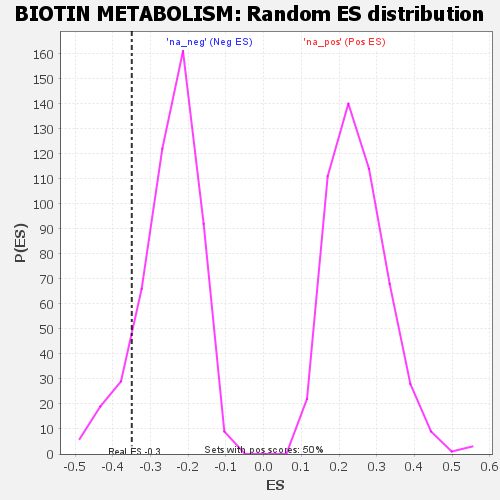 BIOTIN METABOLISM: Random ES distribution
'na_neg' (Neg ES)
'na_pos' (Pos ES)
160
150
140
130
120
110
100
90
80
70
60
50
40
30
20
10
0
P(ES)
Real ES -0.3
Sets with pos scores: 50%
-0.5 -0.4 -0.3 -0.2 -0.1 0.0 0.1 0.2 0.3 0.4 0.5 0.6
ES